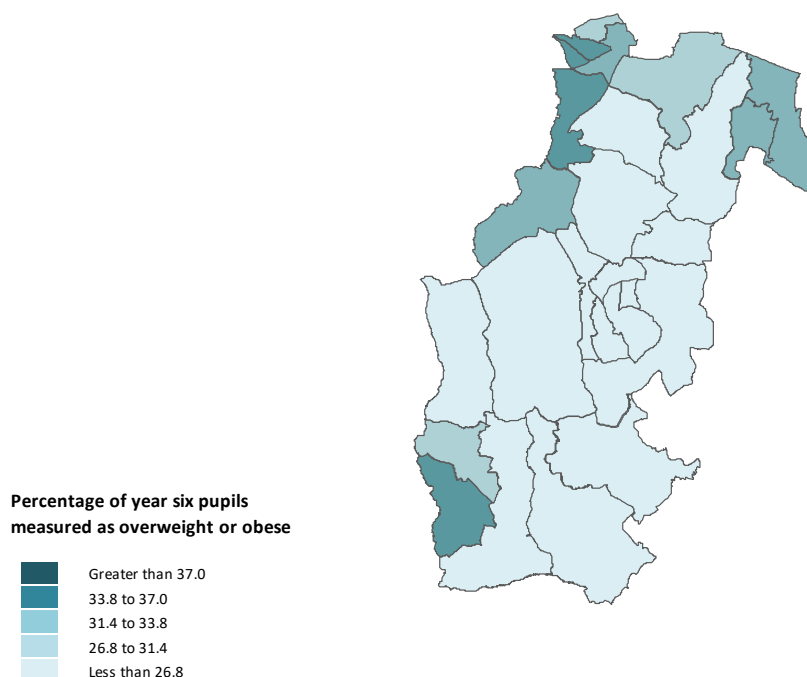 Percentage of year six pupils
measured as overweight or obese
Greater than 37.0
33.8 to 37.0
31.4 to 33.8
26.8 to 31.4
Less than 26.8